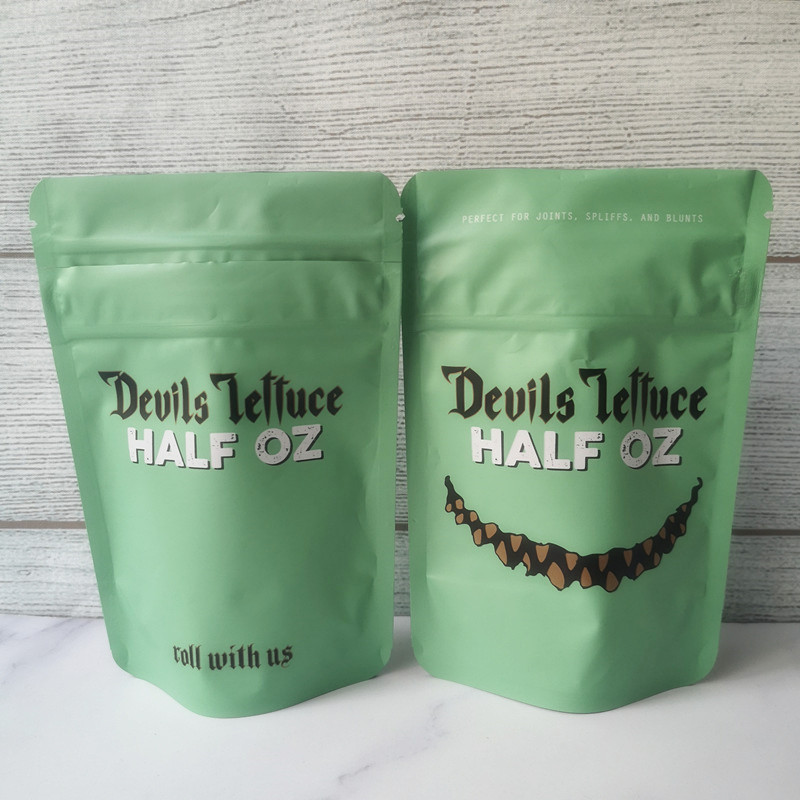 Devils lettuce
HALF OZ
roll with us
PERFECT FOR JOINTS, SPLIFFS, AND BLUNTS
Devils lettuce
HALF OZ